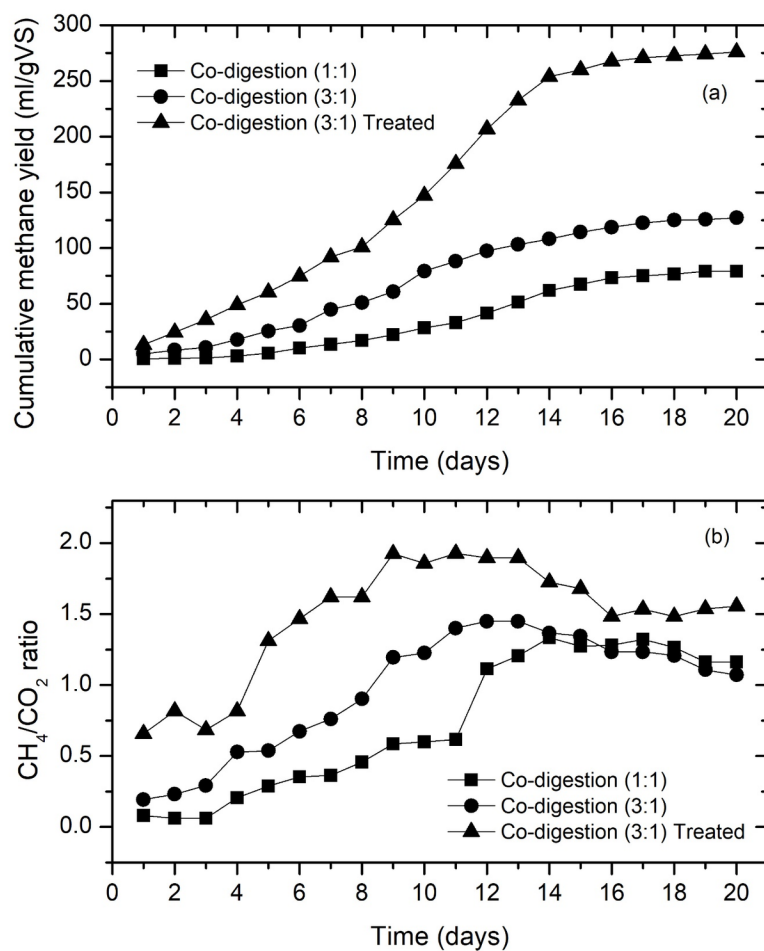 300
250
200
150
100
50
0
Cumulative methane yield (ml/gVS)
Co-digestion (1:1)
Co-digestion (3:1)
Co-digestion (3:1) Treated
(a)
0 2 4 6 8 10 12 14 16 18 20
Time (days)
2.0
1.5
1.0
0.5
0.0
CH₄/CO₂ ratio
(b)
Co-digestion (1:1)
Co-digestion (3:1)
Co-digestion (3:1) Treated
0 2 4 6 8 10 12 14 16 18 20
Time (days)